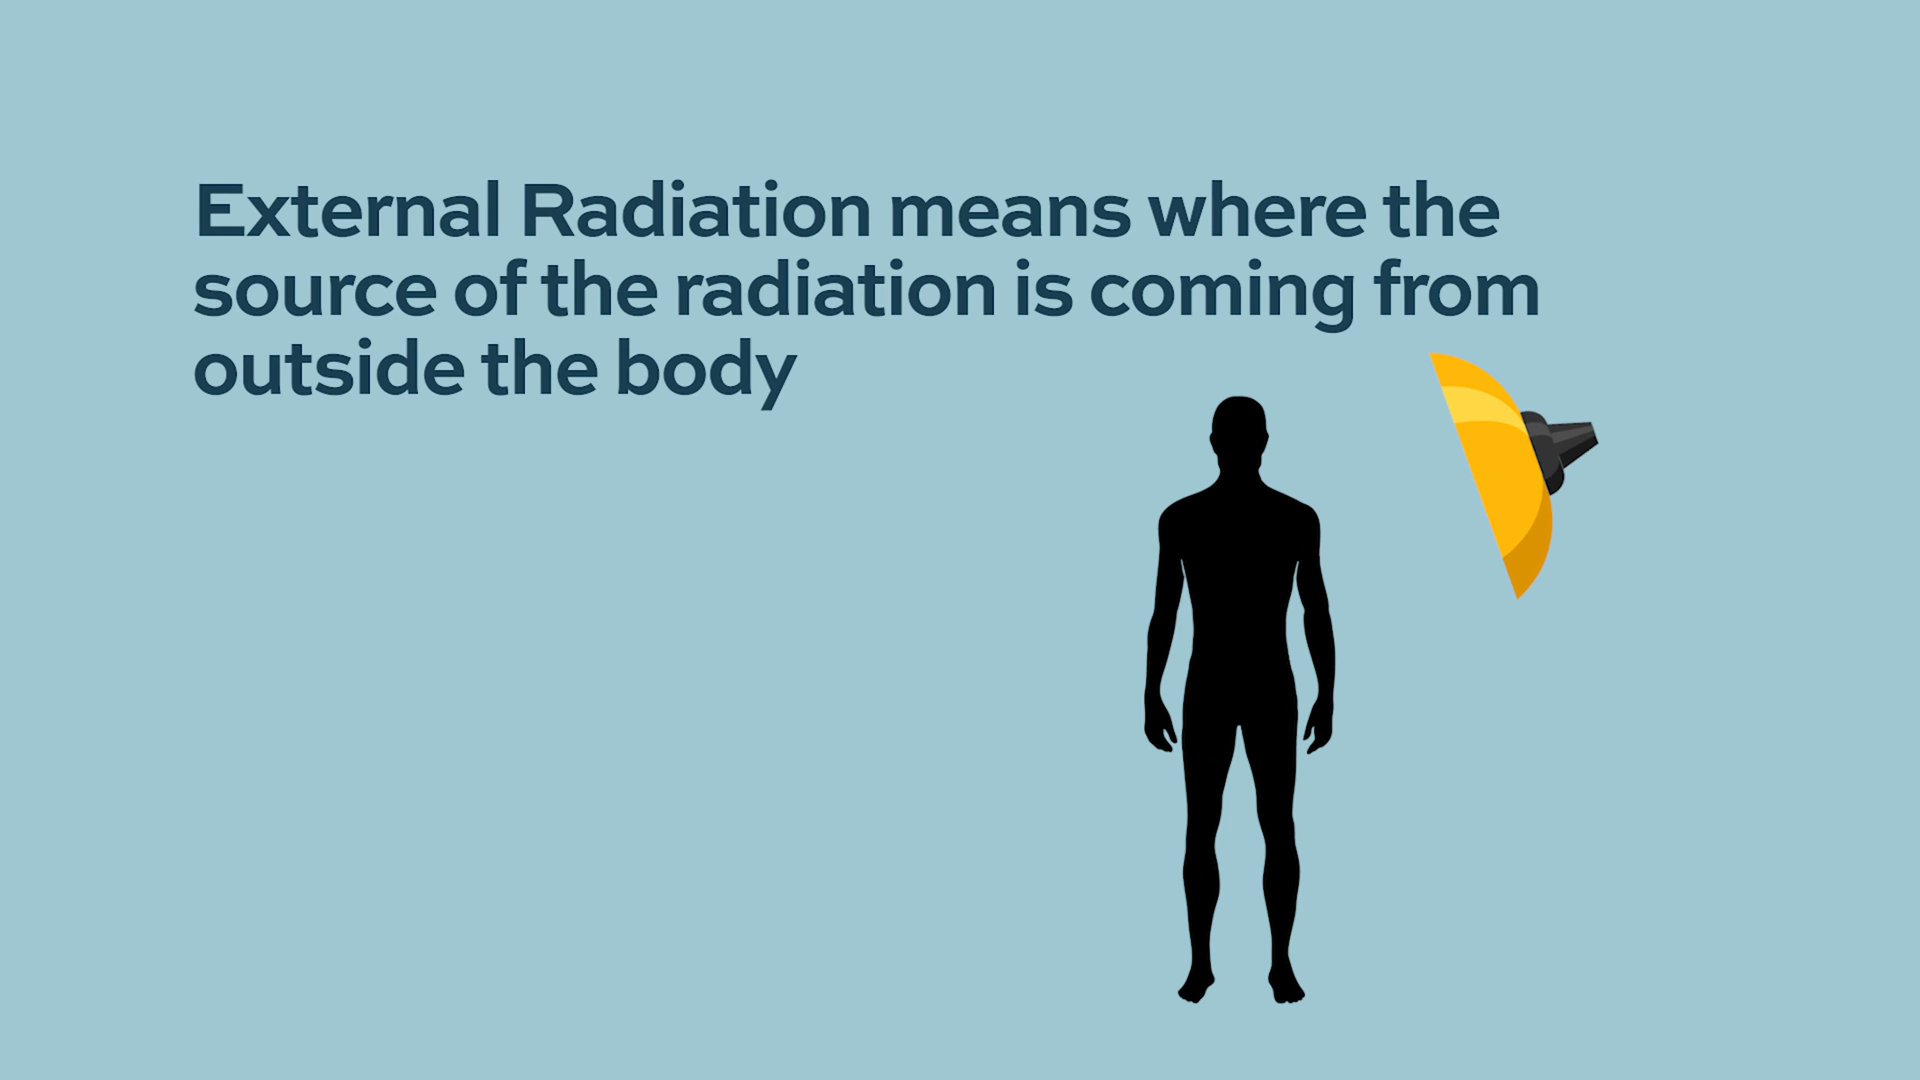 External Radiation means where the
source of the radiation is coming from
outside the body